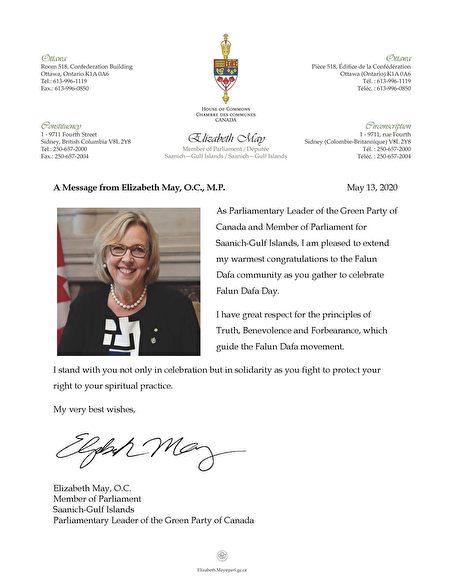 Ottawa
Room 518, Confederation Building
Ottawa, Ontario K1A 0A6
Tel.: 613-996-1119
Fax.: 613-996-0850
Ottawa
Pièce 518, Édifice de la Confédération
Ottawa (Ontario) K1A 0A6
Tél. : 613-996-1119
Téléc. : 613-996-0850
HOUSE OF COMMONS
CHAMBRE DES COMMUNES
CANADA
Constituency
1 - 9711 Fourth Street
Sidney, British Columbia V8L 2Y8
Tel.: 250-657-2000
Fax: 250-657-2004
Elizabeth May
Member of Parliament / Députée
Saanich—Gulf Islands / Saanich—Gulf Islands
Circonscription
1 - 9711, rue Fourth
Sidney (Colombie-Britannique) V8L 2Y8
Tél. : 250-657-2000
Téléc. : 250-657-2004
A Message from Elizabeth May, O.C., M.P.
May 13, 2020
As Parliamentary Leader of the Green Party of
Canada and Member of Parliament for
Saanich-Gulf Islands, I am pleased to extend
my warmest congratulations to the Falun
Dafa community as you gather to celebrate
Falun Dafa Day.
I have great respect for the principles of
Truth, Benevolence and Forbearance, which
guide the Falun Dafa movement.
I stand with you not only in celebration but in solidarity as you fight to protect your
right to your spiritual practice.
My very best wishes,
Elizabeth May
Elizabeth May, O.C.
Member of Parliament
Saanich-Gulf Islands
Parliamentary Leader of the Green Party of Canada
Elizabeth.May@parl.gc.ca